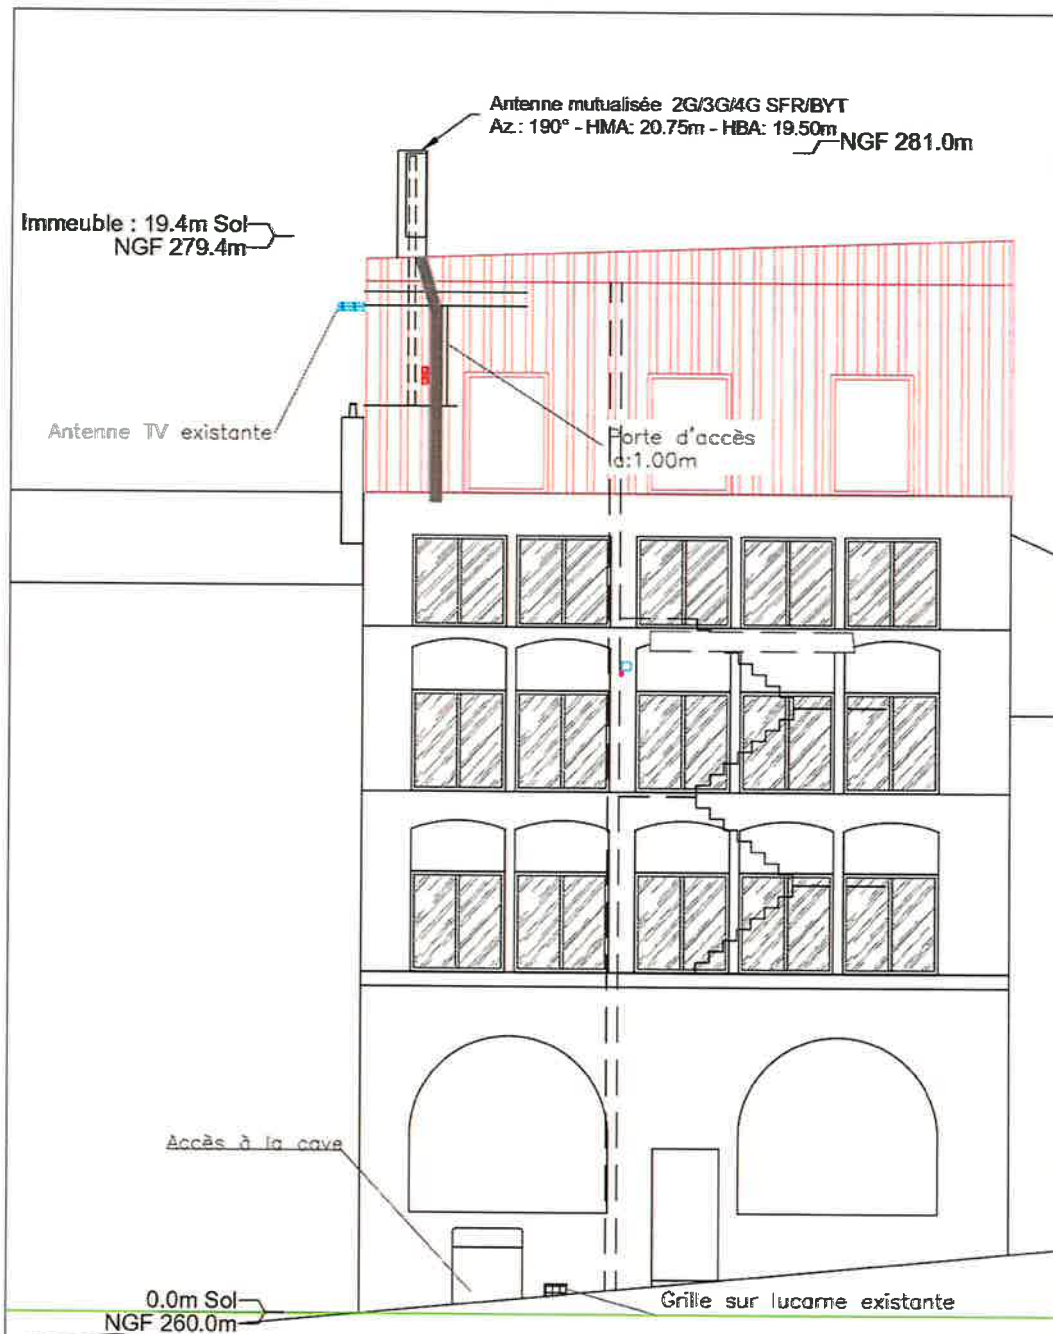 Antenne mutualisée 2G/3G/4G SFR/BYT
Az.: 190° - HMA: 20.75m - HBA: 19.50m
NGF 281.0m
Immeuble : 19.4m Sol
NGF 279.4m
Antenne TV existante
Porte d'accès
la:1.00m
Accès à la cave
0.0m Sol
NGF 260.0m
Grille sur lucarne existante